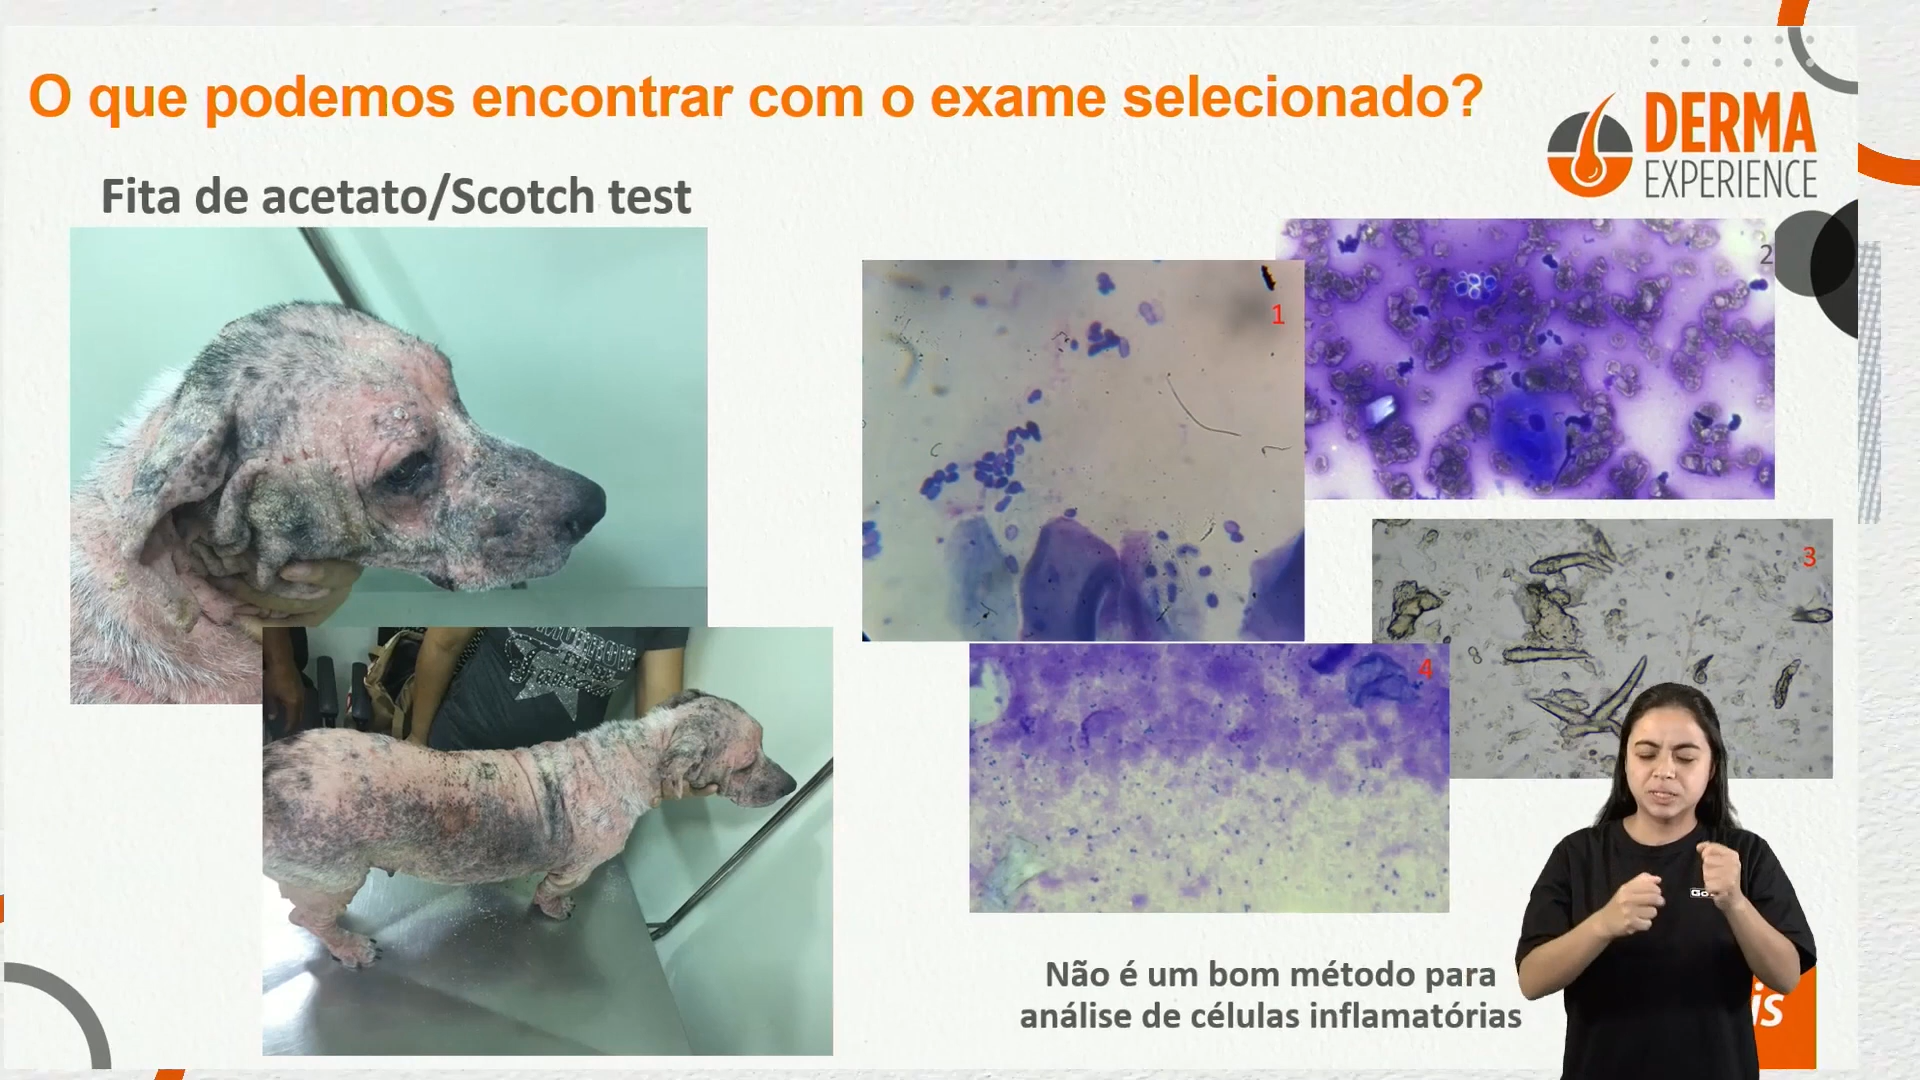 O que podemos encontrar com o exame selecionado?
DERMA
EXPERIENCE
Fita de acetato/Scotch test
1
2
3
4
Não é um bom método para
análise de células inflamatórias
is